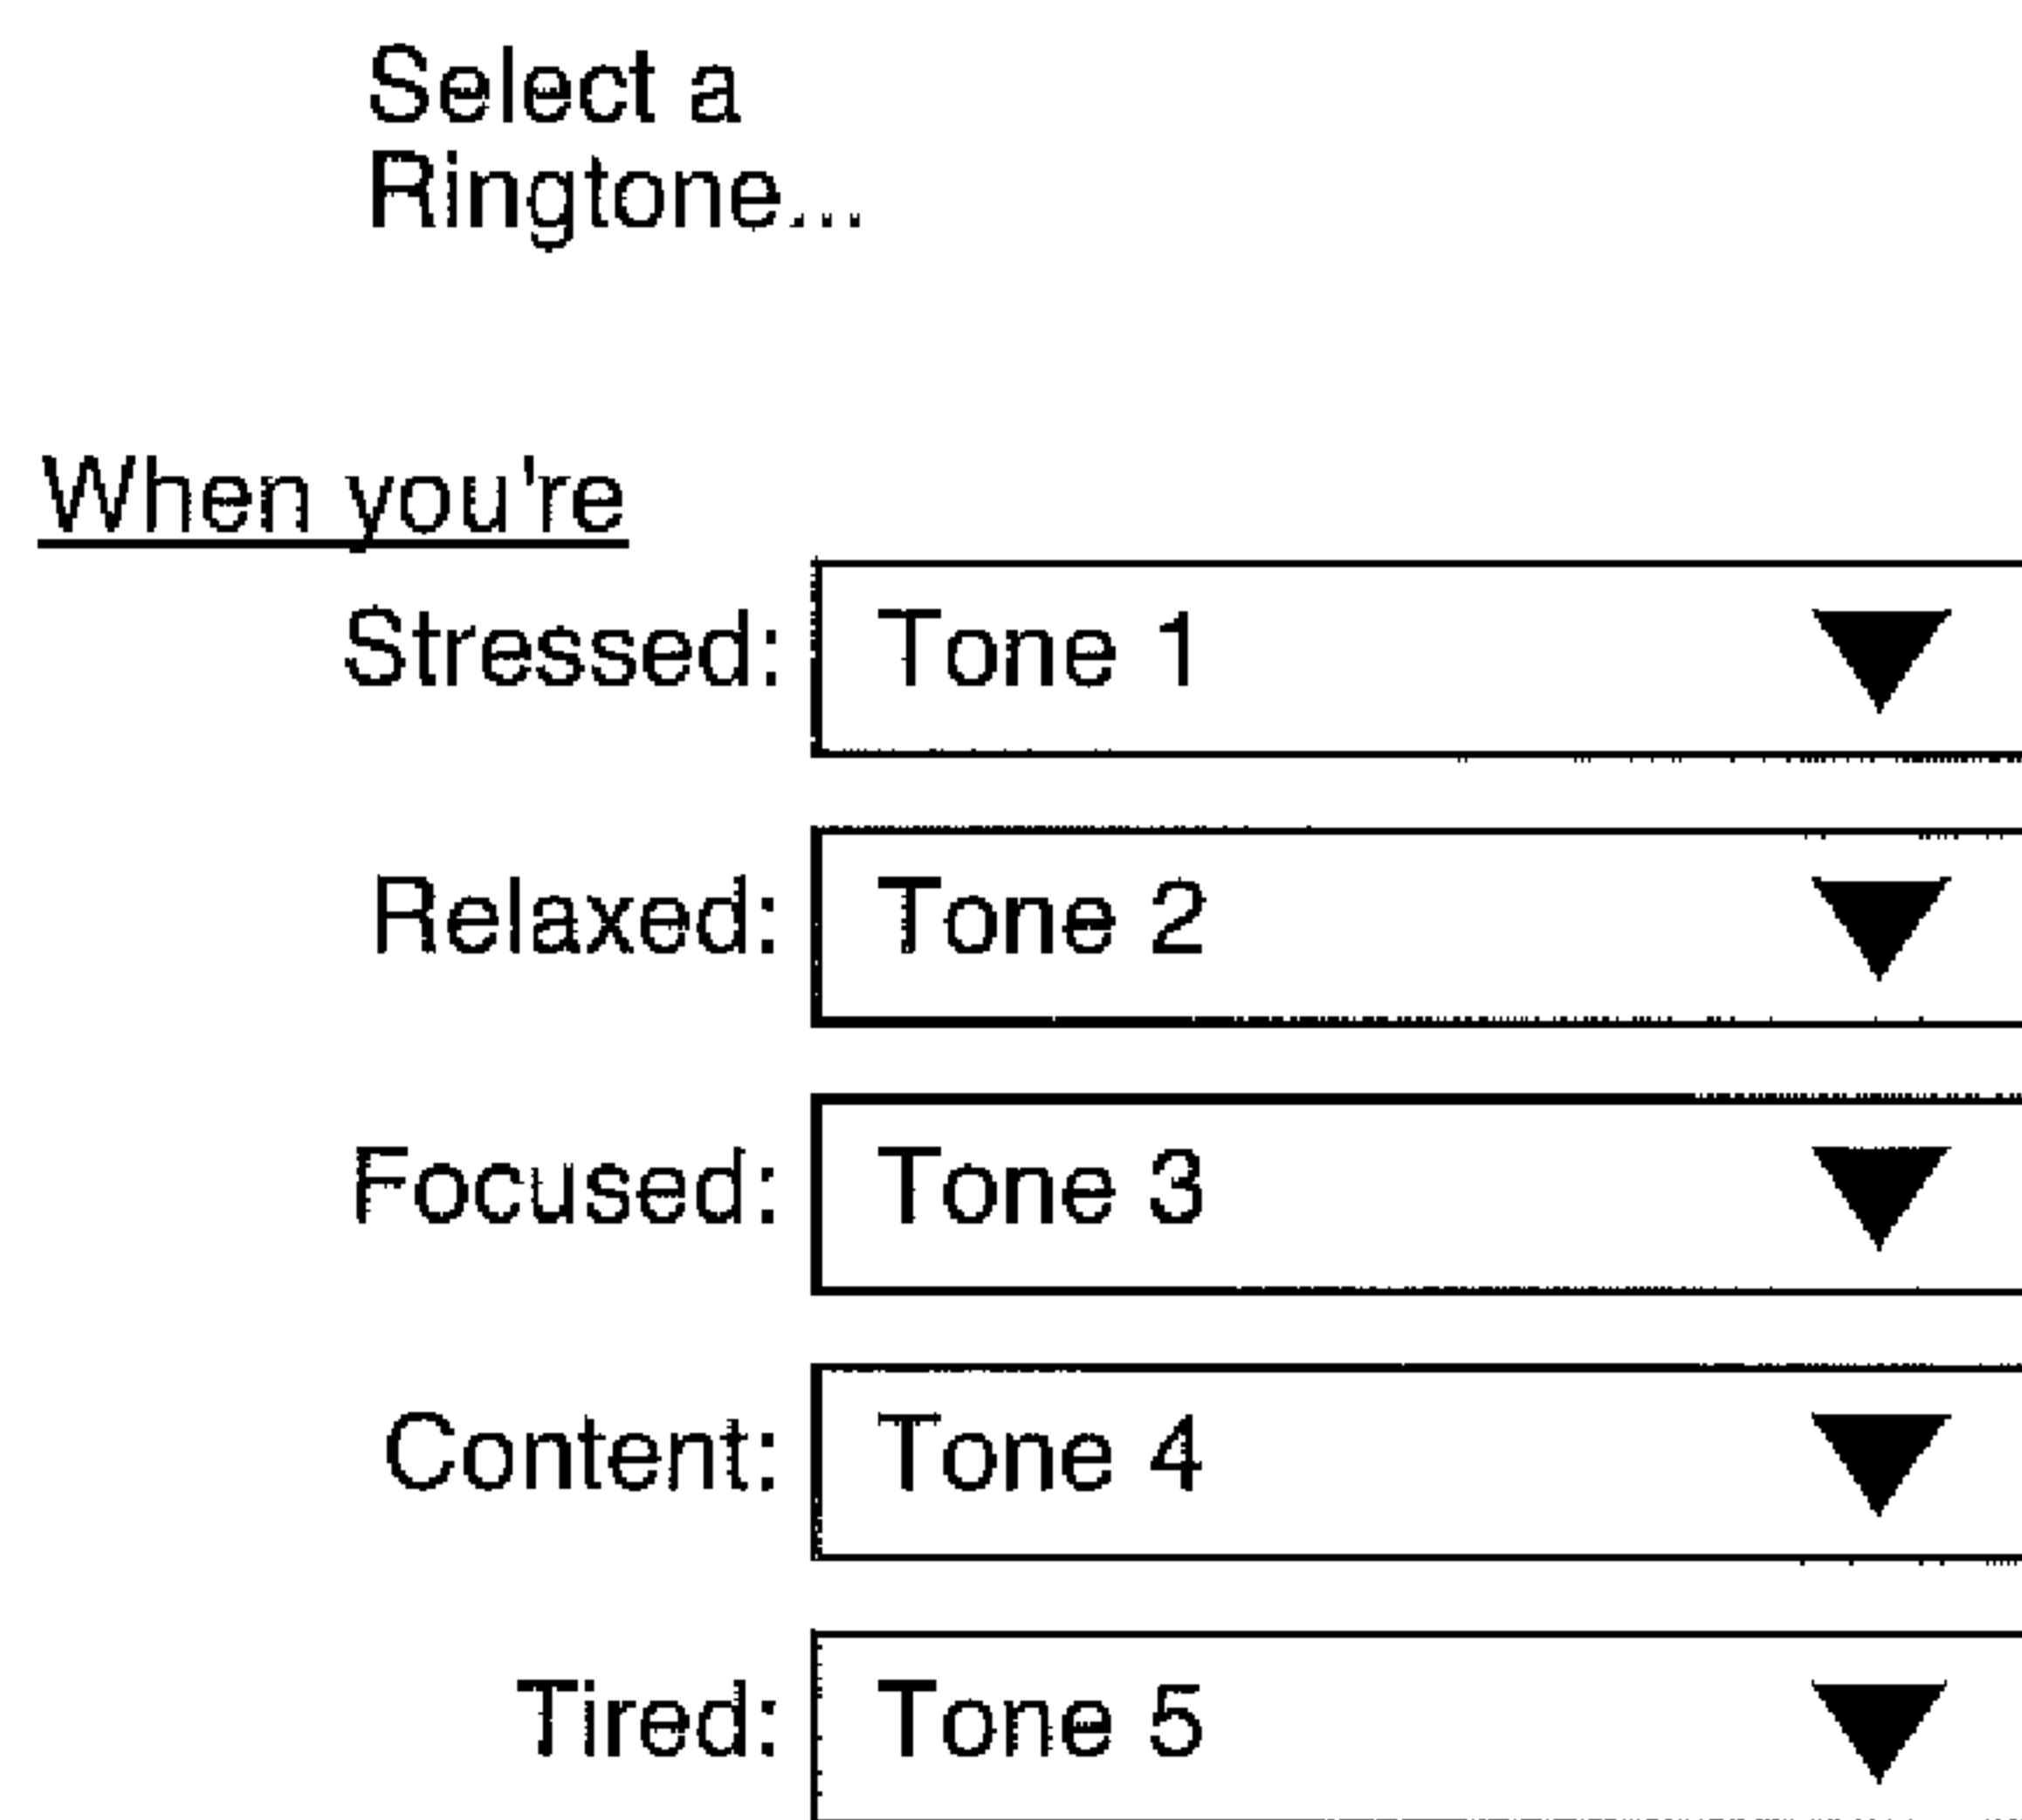 Select a
Ringtone...
When you're
Stressed: Tone 1
Relaxed: Tone 2
Focused: Tone 3
Content: Tone 4
Tired: Tone 5